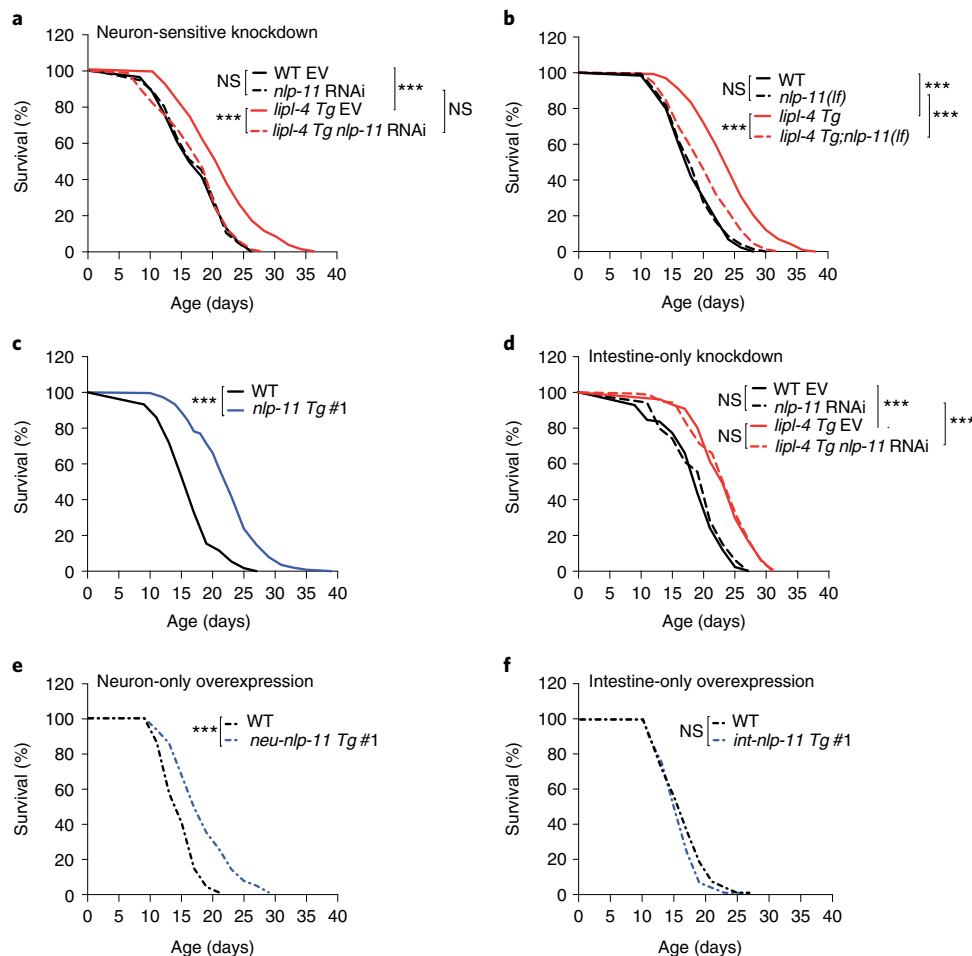 a
Neuron-sensitive knockdown
120
100
80
60
40
20
0
Survival (%)
NS
WT EV
nlp-11 RNAi
***
lipl-4 Tg EV
lipl-4 Tg nlp-11 RNAi
***
NS
0 5 10 15 20 25 30 35 40
Age (days)
b
120
100
80
60
40
20
0
Survival (%)
NS
WT
nlp-11(lf)
***
lipl-4 Tg
lipl-4 Tg;nlp-11(lf)
***
***
0 5 10 15 20 25 30 35 40
Age (days)
c
120
100
80
60
40
20
0
Survival (%)
***
WT
nlp-11 Tg #1
0 5 10 15 20 25 30 35 40
Age (days)
d
Intestine-only knockdown
120
100
80
60
40
20
0
Survival (%)
NS
WT EV
nlp-11 RNAi
NS
lipl-4 Tg EV
lipl-4 Tg nlp-11 RNAi
***
***
0 5 10 15 20 25 30 35 40
Age (days)
e
Neuron-only overexpression
120
100
80
60
40
20
0
Survival (%)
***
WT
neu-nlp-11 Tg #1
0 5 10 15 20 25 30 35 40
Age (days)
f
Intestine-only overexpression
120
100
80
60
40
20
0
Survival (%)
NS
WT
int-nlp-11 Tg #1
0 5 10 15 20 25 30 35 40
Age (days)